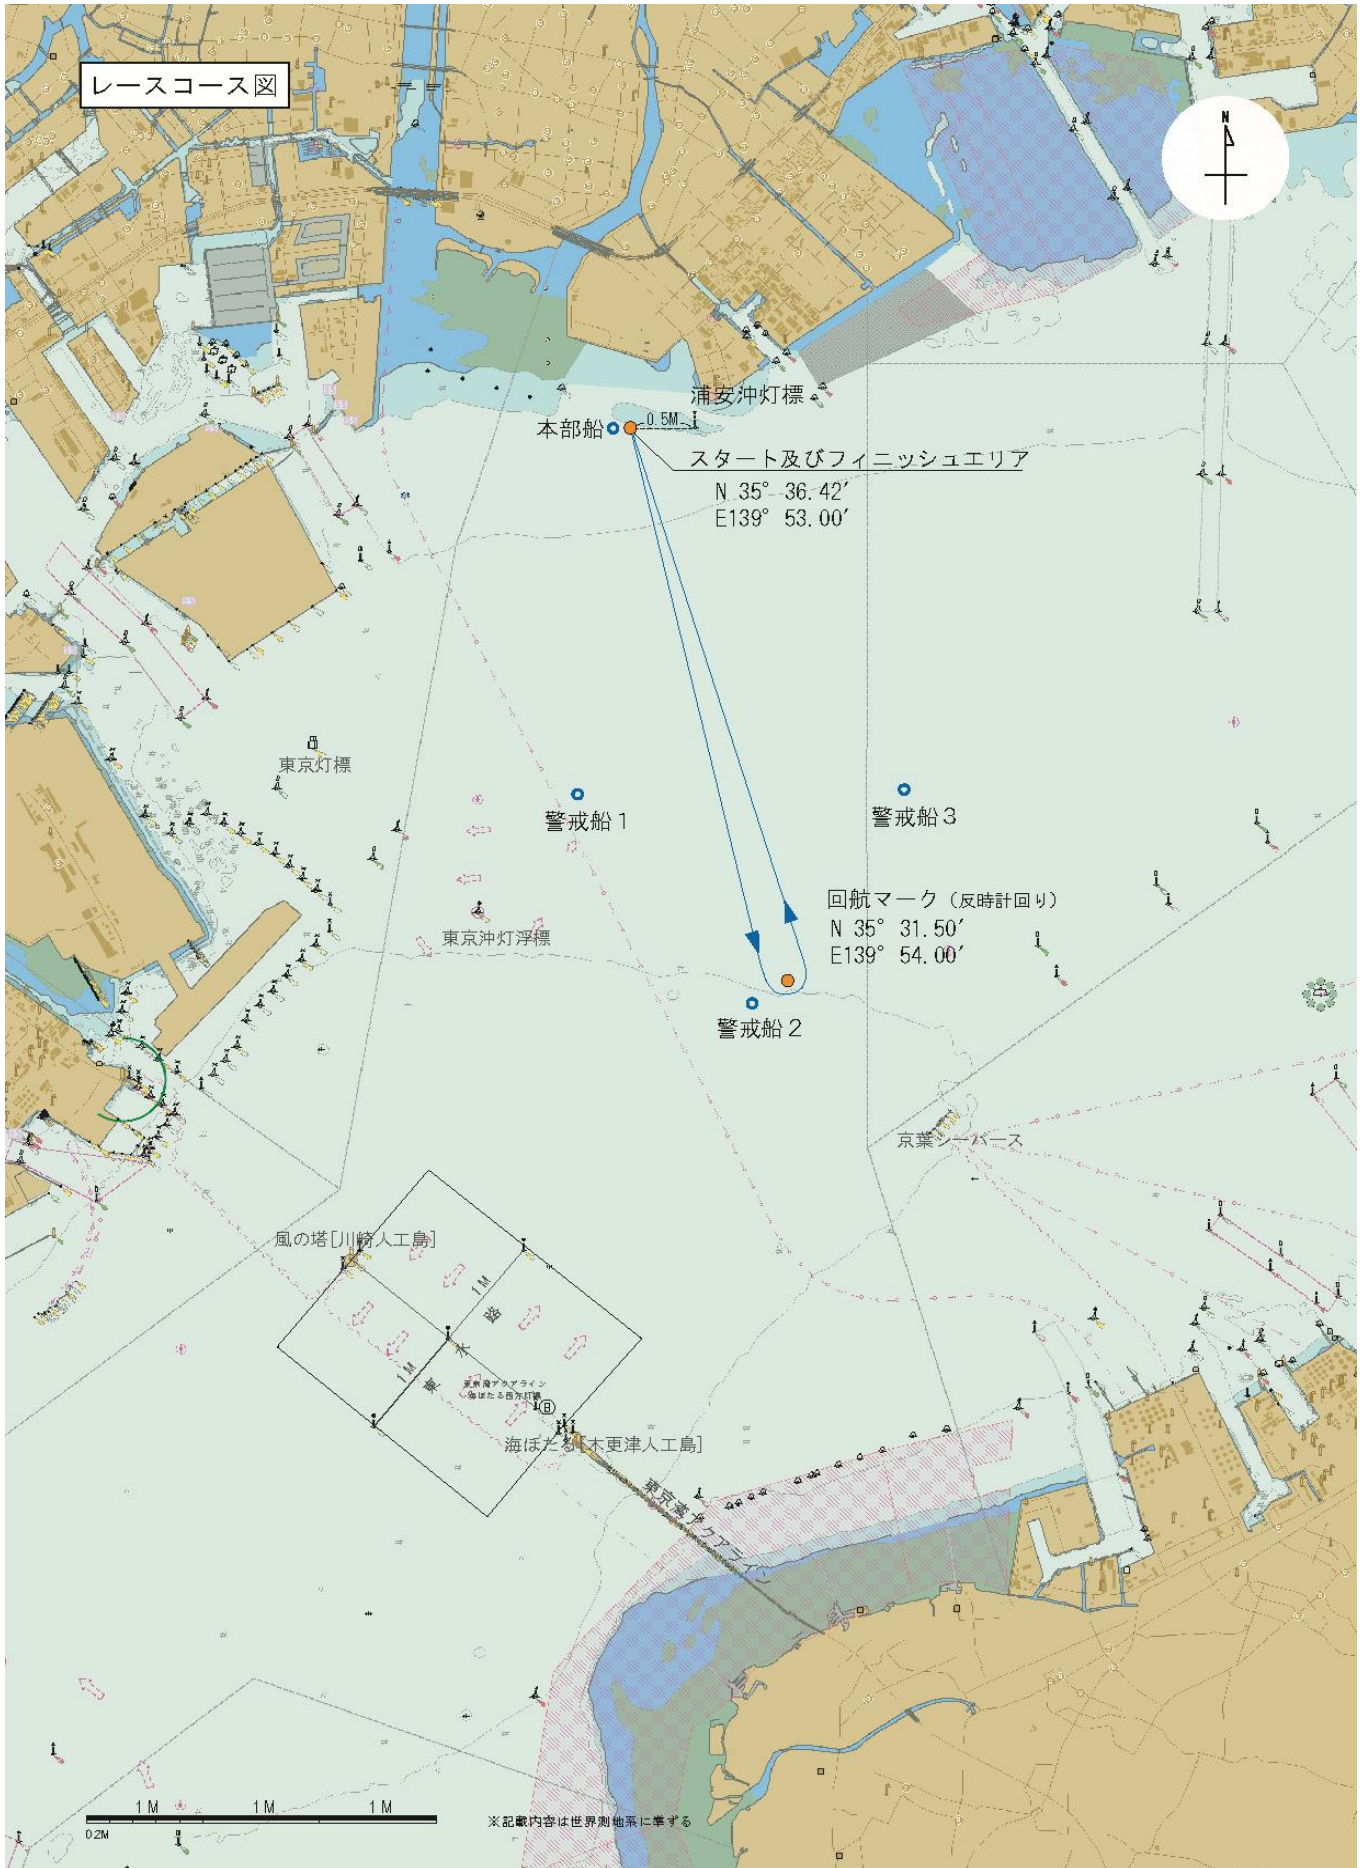 レースコース図
N
浦安沖灯標
本部船
0.5M
スタート及びフィニッシュエリア
N 35° 36.42′
E139° 53.00′
東京灯標
警戒船1
警戒船3
回航マーク (反時計回り)
N 35° 31.50′
E139° 54.00′
東京沖灯浮標
警戒船2
京葉シーバース
風の塔[川崎人工島]
1M
1M
東水路
東京湾アクアライン
海ほたる西方灯標
海ほたる[木更津人工島]
東京湾アクアライン
1M 1M 1M
0.2M
※記載内容は世界測地系に準ずる